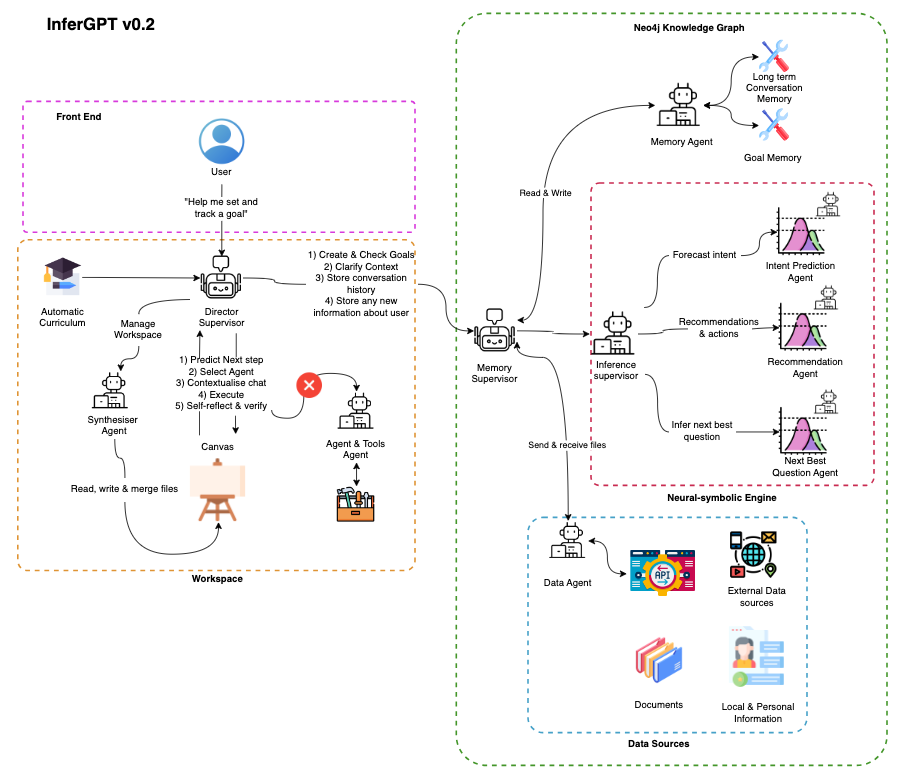 InferGPT v0.2
Neo4j Knowledge Graph
Long term
Conversation
Memory
Memory Agent
Goal Memory
Front End
User
"Help me set and
track a goal"
Read & Write
Automatic
Curriculum
Director
Supervisor
1) Create & Check Goals
2) Clarify Context
3) Store conversation
history
4) Store any new
information about user
Manage
Workspace
1) Predict Next step
2) Select Agent
3) Contextualise chat
4) Execute
5) Self-reflect & verify
Synthesiser
Agent
Canvas
Agent & Tools
Agent
Read, write & merge files
Workspace
Memory
Supervisor
Inference
supervisor
Forecast intent
Intent Prediction
Agent
Recommendations
& actions
Recommendation
Agent
Infer next best
question
Next Best
Question Agent
Neural-symbolic Engine
Send & receive files
Data Agent
API
External Data
sources
Documents
Local & Personal
Information
Data Sources